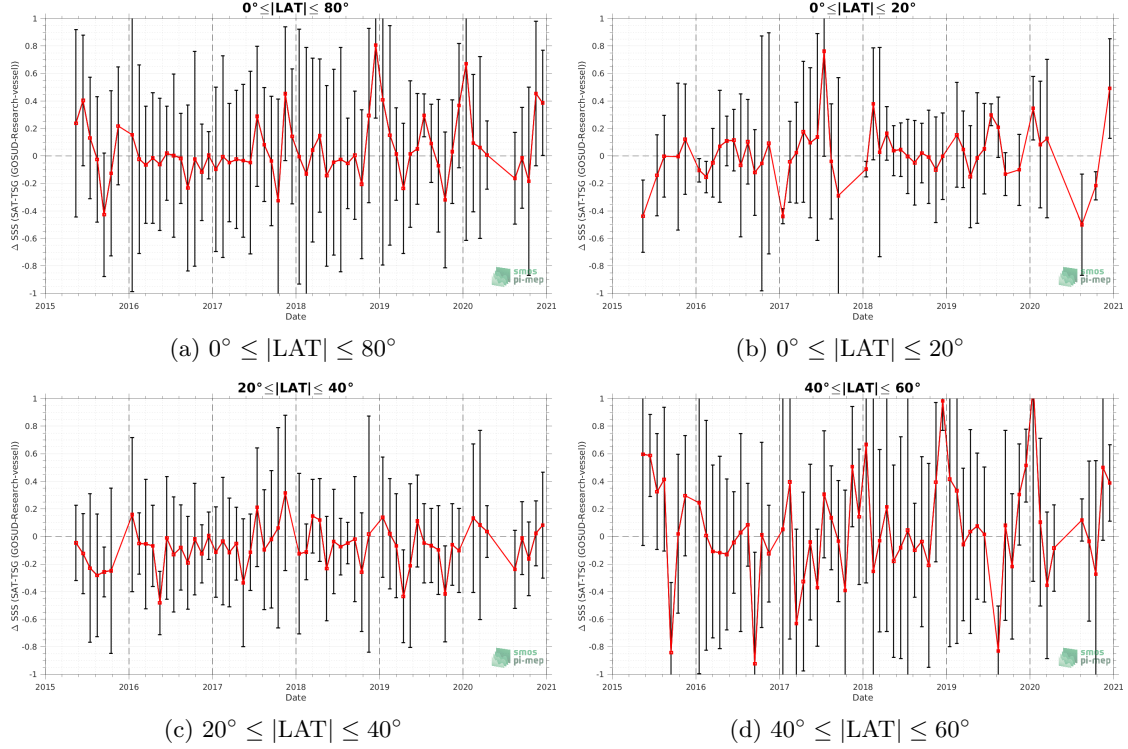 0°≤|LAT|≤ 80°
Δ SSS (SAT-TSG (GOSUD-Research-vessel))
1
0.8
0.6
0.4
0.2
0
-0.2
-0.4
-0.6
-0.8
-1
2015 2016 2017 2018 2019 2020 2021
Date
smos
pi-mep
(a) 0° ≤ |LAT| ≤ 80°
0°≤|LAT|≤ 20°
Δ SSS (SAT-TSG (GOSUD-Research-vessel))
1
0.8
0.6
0.4
0.2
0
-0.2
-0.4
-0.6
-0.8
-1
2015 2016 2017 2018 2019 2020 2021
Date
smos
pi-mep
(b) 0° ≤ |LAT| ≤ 20°
20°≤|LAT|≤ 40°
Δ SSS (SAT-TSG (GOSUD-Research-vessel))
1
0.8
0.6
0.4
0.2
0
-0.2
-0.4
-0.6
-0.8
-1
2015 2016 2017 2018 2019 2020 2021
Date
smos
pi-mep
(c) 20° ≤ |LAT| ≤ 40°
40°≤|LAT|≤ 60°
Δ SSS (SAT-TSG (GOSUD-Research-vessel))
1
0.8
0.6
0.4
0.2
0
-0.2
-0.4
-0.6
-0.8
-1
2015 2016 2017 2018 2019 2020 2021
Date
smos
pi-mep
(d) 40° ≤ |LAT| ≤ 60°